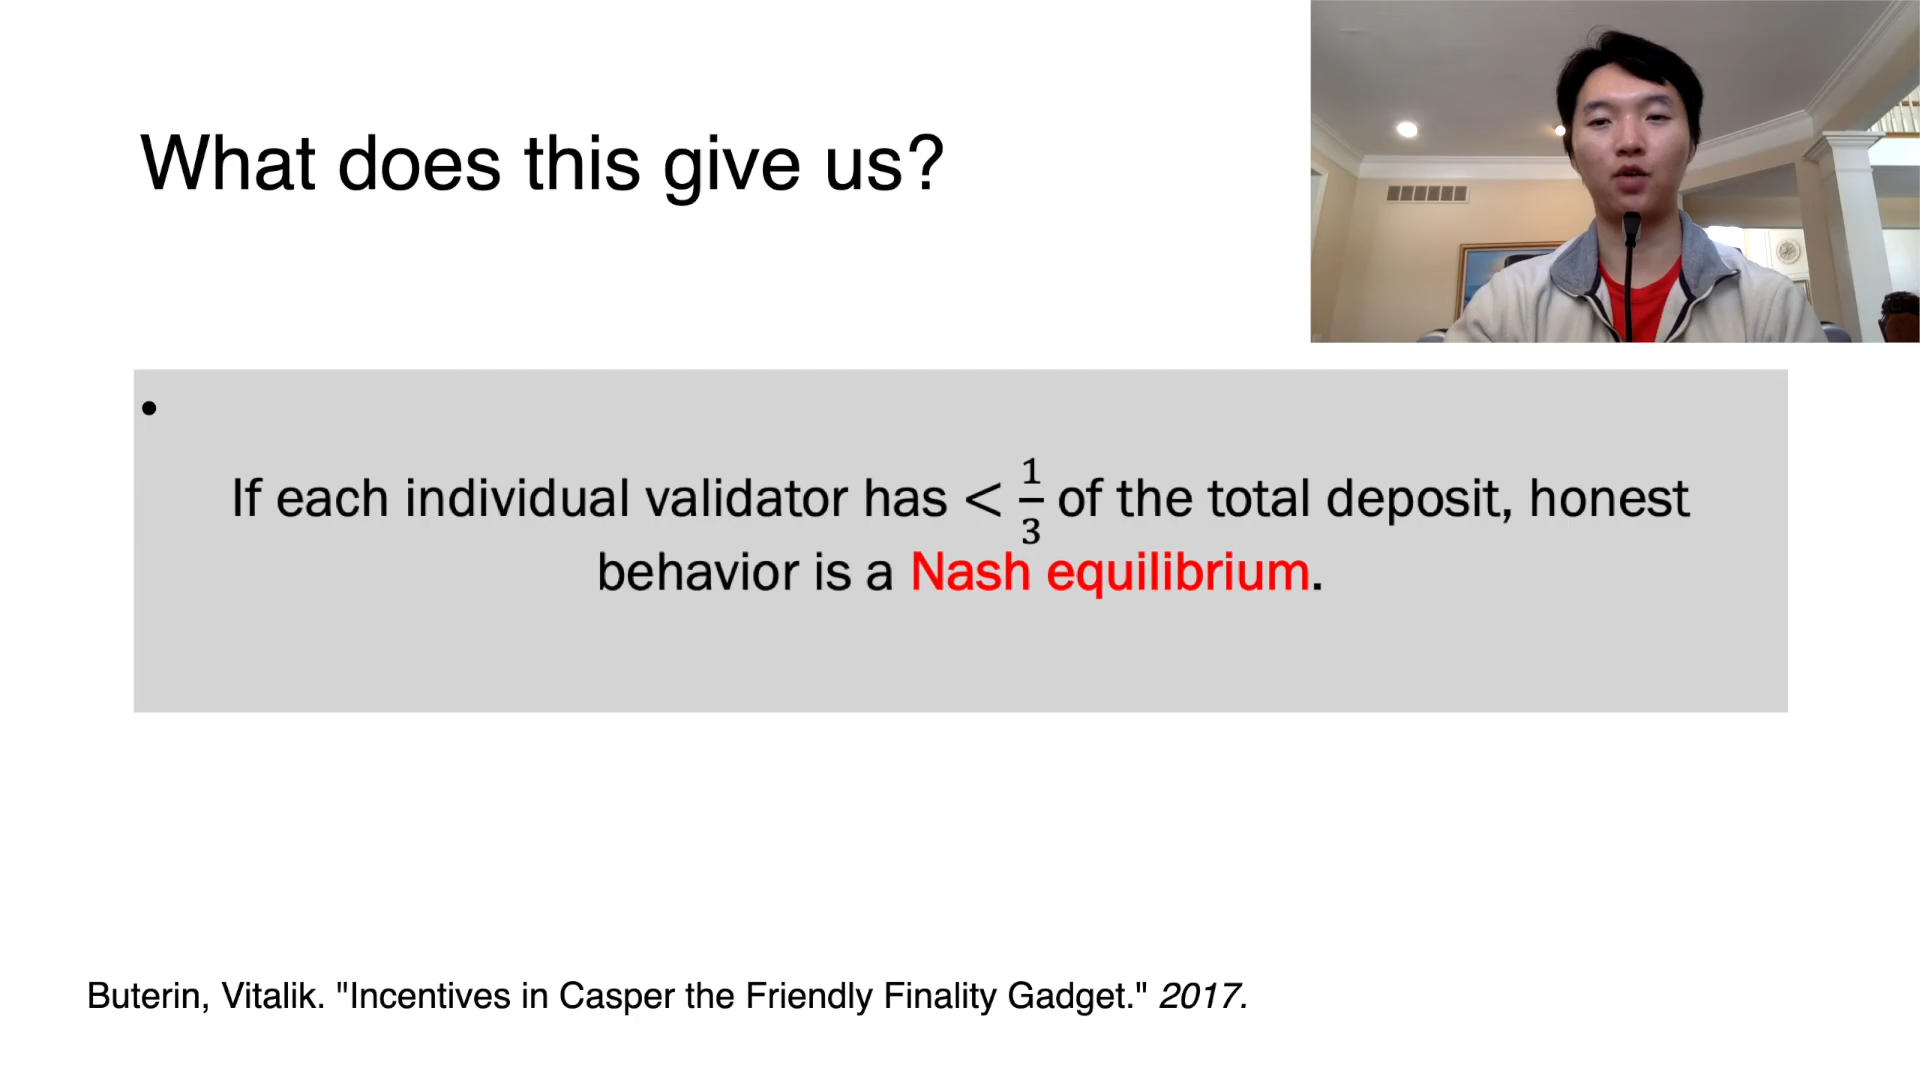 What does this give us?
•
If each individual validator has < 1/3 of the total deposit, honest
behavior is a Nash equilibrium.
Buterin, Vitalik. "Incentives in Casper the Friendly Finality Gadget." 2017.